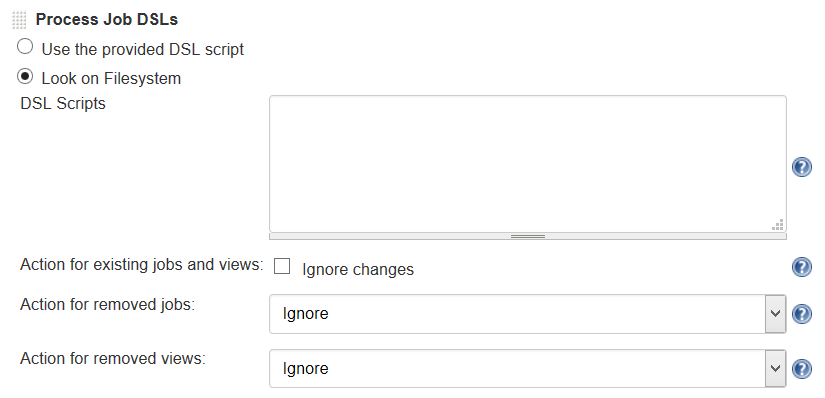 Process Job DSLs
Use the provided DSL script
Look on Filesystem
DSL Scripts
?
Action for existing jobs and views: Ignore changes ?
Action for removed jobs: Ignore ?
Action for removed views: Ignore ?